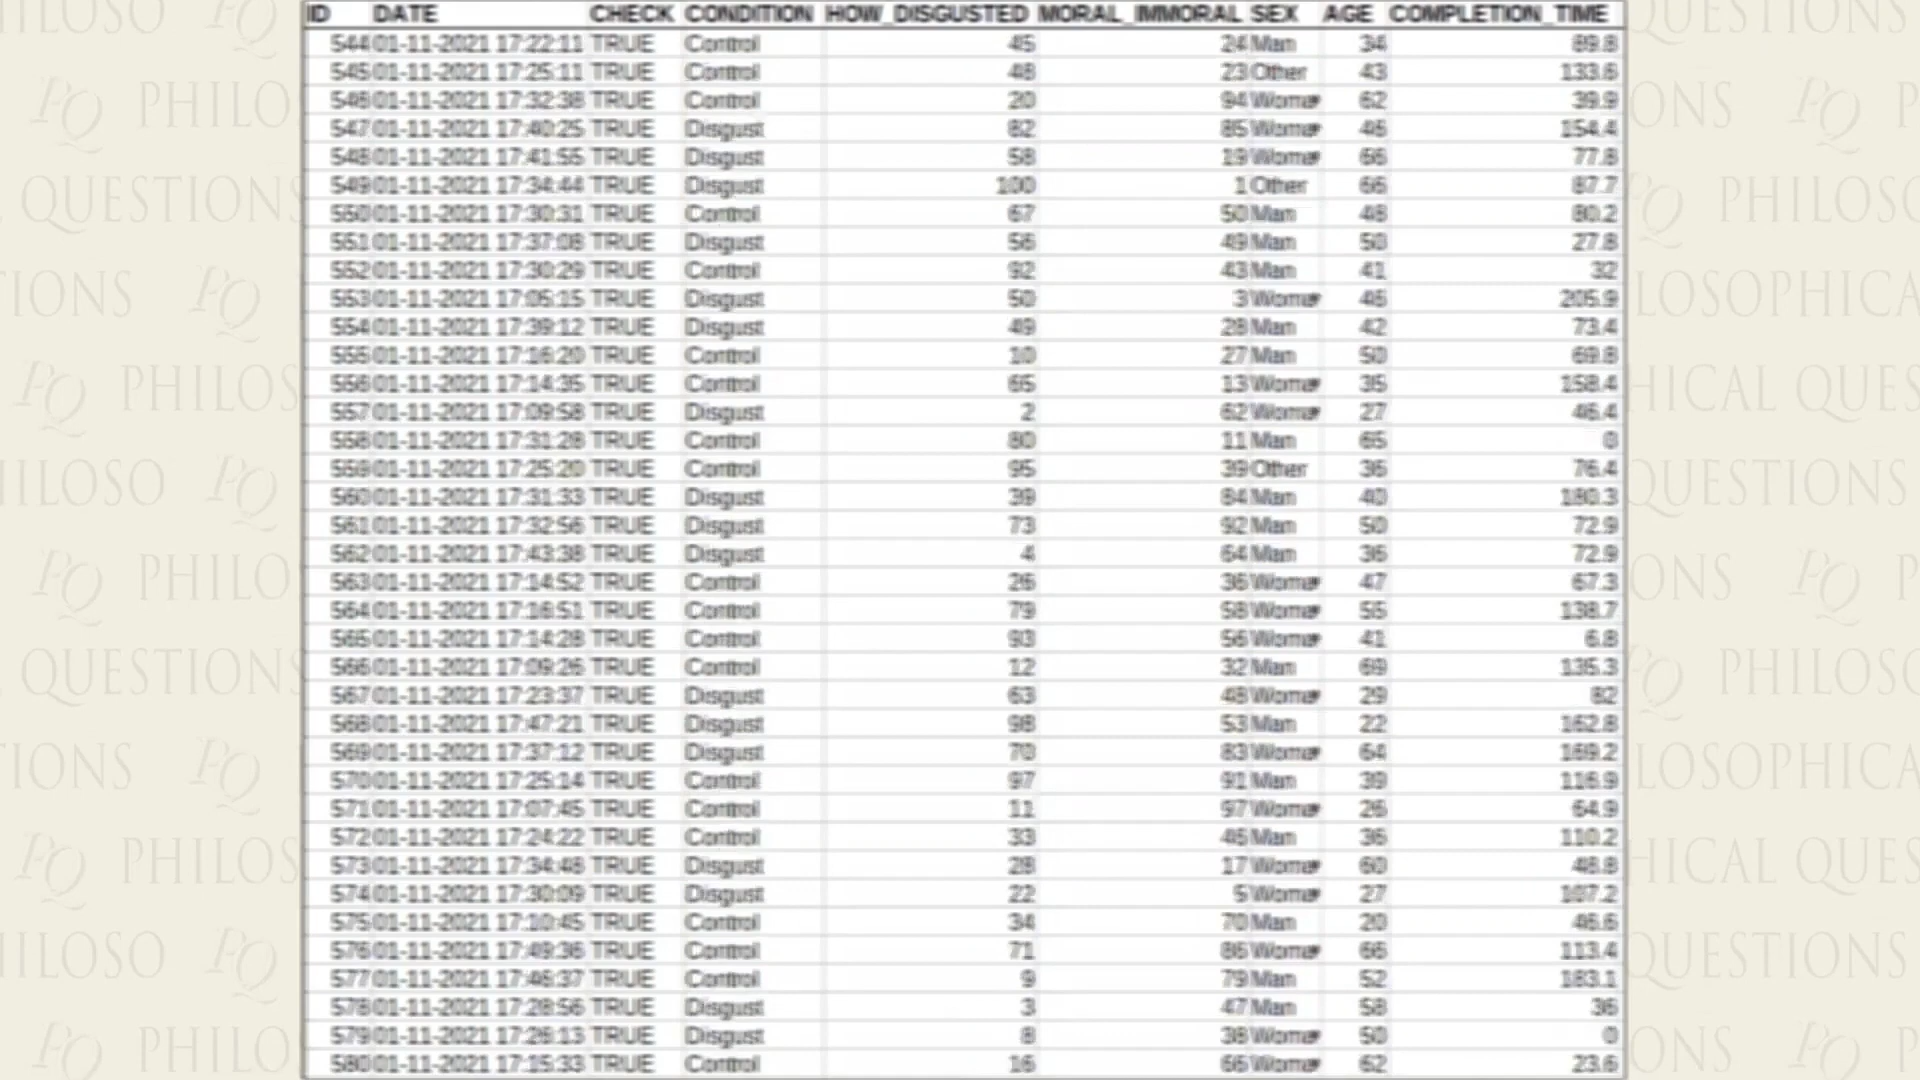 ID DATE CHECK CONDITION HOW_DISGUSTED MORAL_IMMORAL SEX AGE COMPLETION_TIME
544 01-11-2021 17:22:11 TRUE Control 45 24 Man 34 89.8
545 01-11-2021 17:25:11 TRUE Control 48 23 Other 43 133.6
546 01-11-2021 17:32:38 TRUE Control 20 94 Woma 62 39.9
547 01-11-2021 17:40:25 TRUE Disgust 82 85 Woma 46 154.4
548 01-11-2021 17:41:55 TRUE Disgust 58 19 Woma 66 77.8
549 01-11-2021 17:34:44 TRUE Disgust 100 1 Other 66 87.7
550 01-11-2021 17:30:31 TRUE Control 67 50 Man 48 80.2
551 01-11-2021 17:37:08 TRUE Disgust 56 49 Man 50 27.8
552 01-11-2021 17:30:29 TRUE Control 92 43 Man 41 32
553 01-11-2021 17:05:15 TRUE Disgust 50 3 Woma 46 205.9
554 01-11-2021 17:39:12 TRUE Disgust 49 28 Man 42 73.4
555 01-11-2021 17:16:20 TRUE Control 10 27 Man 50 69.8
556 01-11-2021 17:14:35 TRUE Control 65 13 Woma 35 158.4
557 01-11-2021 17:09:58 TRUE Disgust 2 62 Woma 27 46.4
558 01-11-2021 17:31:28 TRUE Control 80 11 Man 65 0
559 01-11-2021 17:25:20 TRUE Control 95 39 Other 36 76.4
560 01-11-2021 17:31:33 TRUE Disgust 39 84 Man 40 180.3
561 01-11-2021 17:32:56 TRUE Disgust 73 92 Man 50 72.9
562 01-11-2021 17:43:38 TRUE Disgust 4 64 Man 36 72.9
563 01-11-2021 17:14:52 TRUE Control 26 36 Woma 47 67.3
564 01-11-2021 17:16:51 TRUE Control 79 58 Woma 55 138.7
565 01-11-2021 17:14:28 TRUE Control 93 56 Woma 41 6.8
566 01-11-2021 17:09:26 TRUE Control 12 32 Man 69 135.3
567 01-11-2021 17:23:37 TRUE Disgust 63 48 Woma 29 82
568 01-11-2021 17:47:21 TRUE Disgust 98 53 Man 22 162.8
569 01-11-2021 17:37:12 TRUE Disgust 70 83 Woma 64 169.2
570 01-11-2021 17:25:14 TRUE Control 97 91 Man 39 116.9
571 01-11-2021 17:07:45 TRUE Control 11 97 Woma 26 64.9
572 01-11-2021 17:24:22 TRUE Control 33 46 Man 36 110.2
573 01-11-2021 17:34:48 TRUE Disgust 28 17 Woma 60 48.8
574 01-11-2021 17:30:09 TRUE Disgust 22 5 Woma 27 107.2
575 01-11-2021 17:10:45 TRUE Control 34 70 Man 20 46.6
576 01-11-2021 17:49:36 TRUE Control 71 86 Woma 66 113.4
577 01-11-2021 17:46:37 TRUE Control 9 79 Man 52 183.1
578 01-11-2021 17:28:56 TRUE Disgust 3 47 Man 58 36
579 01-11-2021 17:26:13 TRUE Disgust 8 38 Woma 50 0
580 01-11-2021 17:15:33 TRUE Control 16 66 Woma 62 23.6